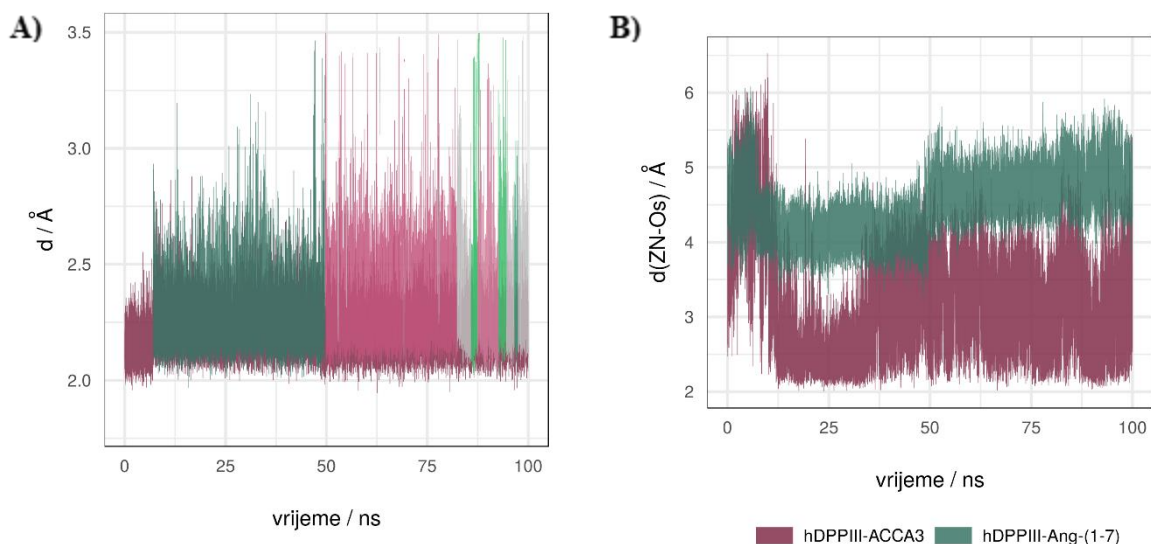 A)
d / Å
3.5
3.0
2.5
2.0
0 25 50 75 100
vrijeme / ns
B)
d(ZN-Os) / Å
6
5
4
3
2
0 25 50 75 100
vrijeme / ns
hDPPIII-ACCA3 hDPPIII-Ang-(1-7)